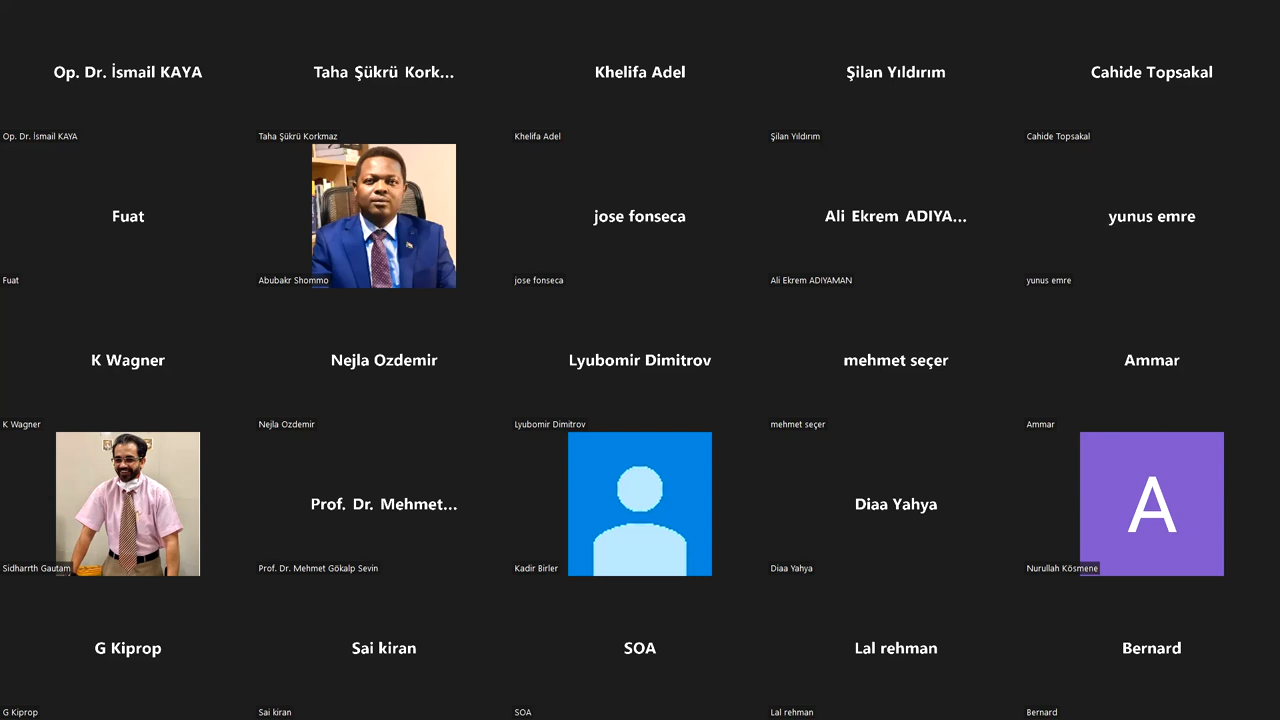 Op. Dr. İsmail KAYA
Taha Şükrü Kork...
Khelifa Adel
Şilan Yıldırım
Cahide Topsakal
Op. Dr. İsmail KAYA
Taha Şükrü Korkmaz
Khelifa Adel
Şilan Yıldırım
Cahide Topsakal
Fuat
jose fonseca
Ali Ekrem ADIYA...
yunus emre
Fuat
Abubakr Shommo
jose fonseca
Ali Ekrem ADIYAMAN
yunus emre
K Wagner
Nejla Ozdemir
Lyubomir Dimitrov
mehmet seçer
Ammar
K Wagner
Nejla Ozdemir
Lyubomir Dimitrov
mehmet seçer
Ammar
Prof. Dr. Mehmet...
Diaa Yahya
A
Sidharrth Gautam
Prof. Dr. Mehmet Gökalp Sevin
Kadir Birler
Diaa Yahya
Nurullah Kösmene
G Kiprop
Sai kiran
SOA
Lal rehman
Bernard
G Kiprop
Sai kiran
SOA
Lal rehman
Bernard